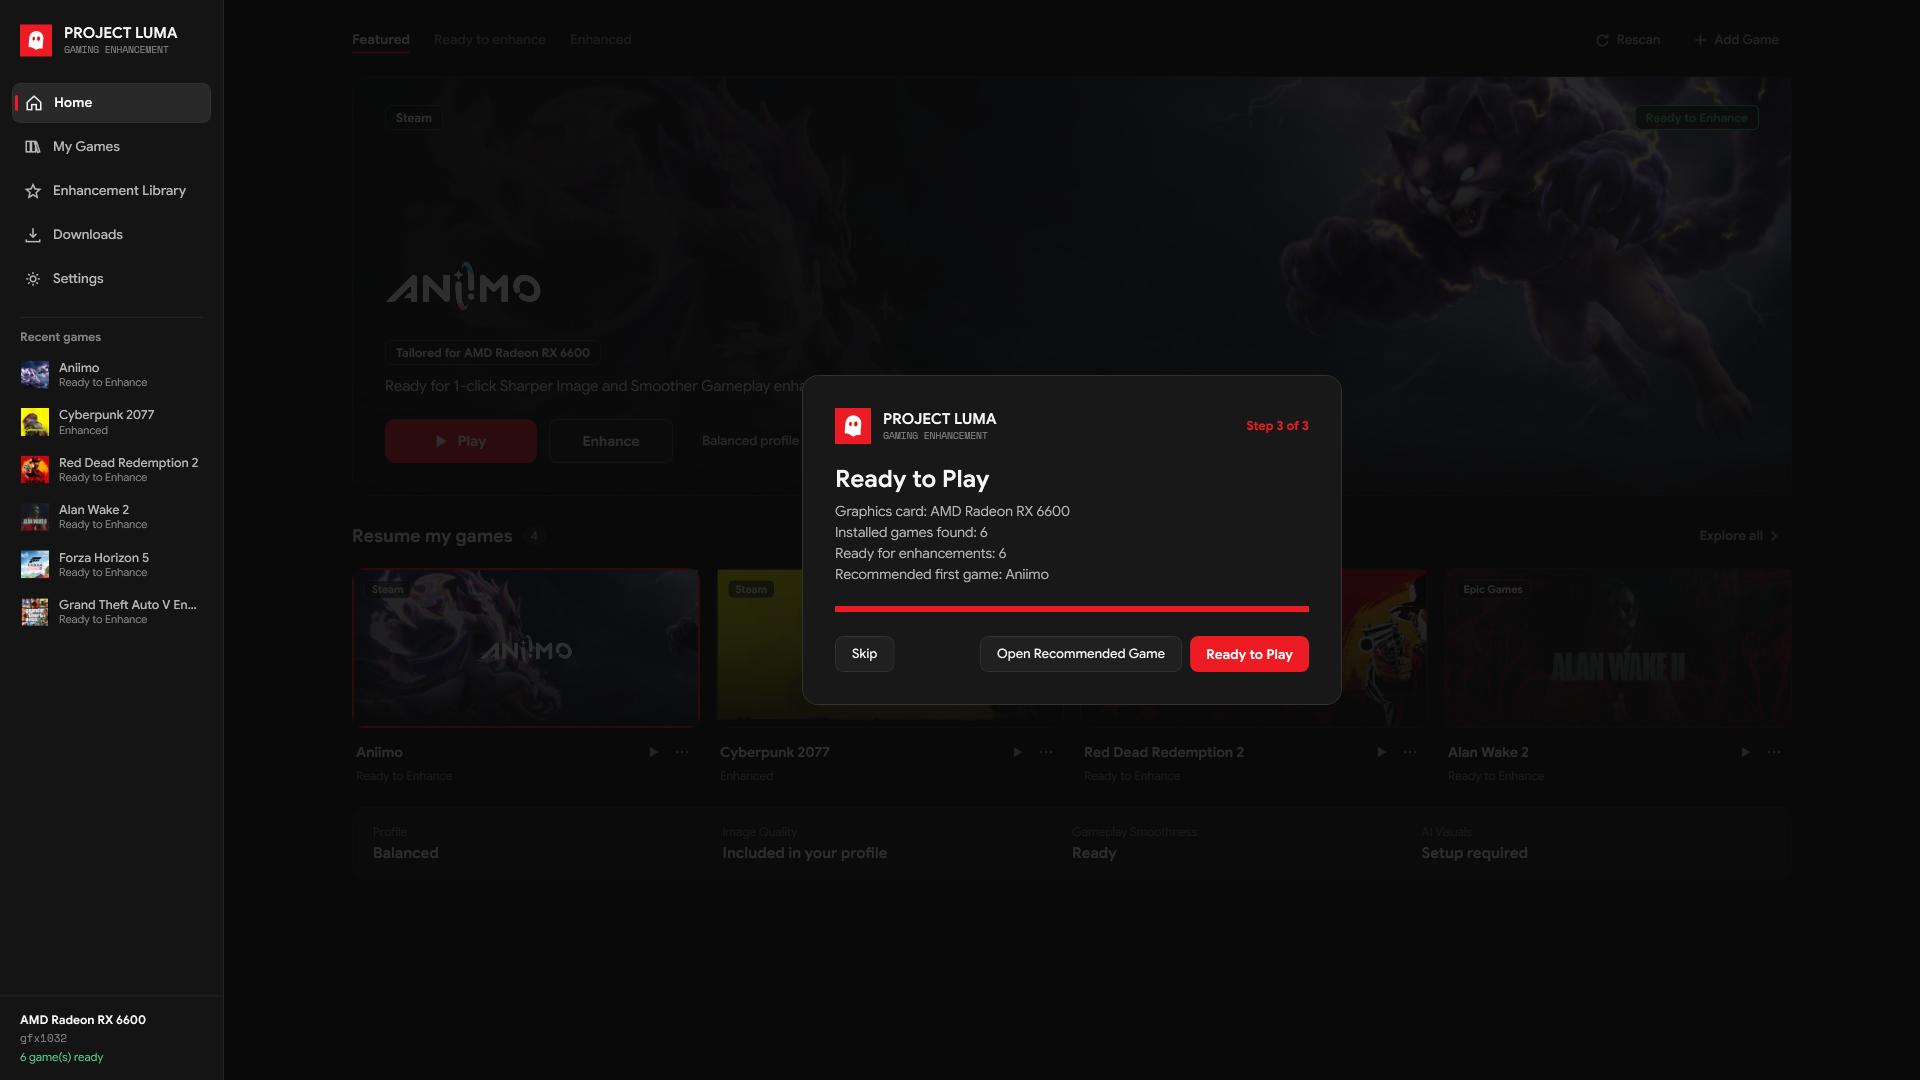 PROJECT LUMA
GAMING ENHANCEMENT
Home
My Games
Enhancement Library
Downloads
Settings
Recent games
Aniimo
Ready to Enhance
Cyberpunk 2077
Enhanced
Red Dead Redemption 2
Ready to Enhance
Alan Wake 2
Ready to Enhance
Forza Horizon 5
Ready to Enhance
Grand Theft Auto V En...
Ready to Enhance
AMD Radeon RX 6600
gfx1032
6 game(s) ready
Featured
Ready to enhance
Enhanced
Rescan
Add Game
Steam
Ready to Enhance
ANIIMO
Tailored for AMD Radeon RX 6600
Ready for 1-click Sharper Image and Smoother Gameplay enha
Play
Enhance
Balanced profile
PROJECT LUMA
GAMING ENHANCEMENT
Step 3 of 3
Ready to Play
Graphics card: AMD Radeon RX 6600
Installed games found: 6
Ready for enhancements: 6
Recommended first game: Aniimo
Skip
Open Recommended Game
Ready to Play
Resume my games 4
Explore all
Steam
ANIIMO
Steam
Epic Games
ALAN WAKE II
Aniimo
Ready to Enhance
Cyberpunk 2077
Enhanced
Red Dead Redemption 2
Ready to Enhance
Alan Wake 2
Ready to Enhance
Profile
Balanced
Image Quality
Included in your profile
Gameplay Smoothness
Ready
AI Visuals
Setup required